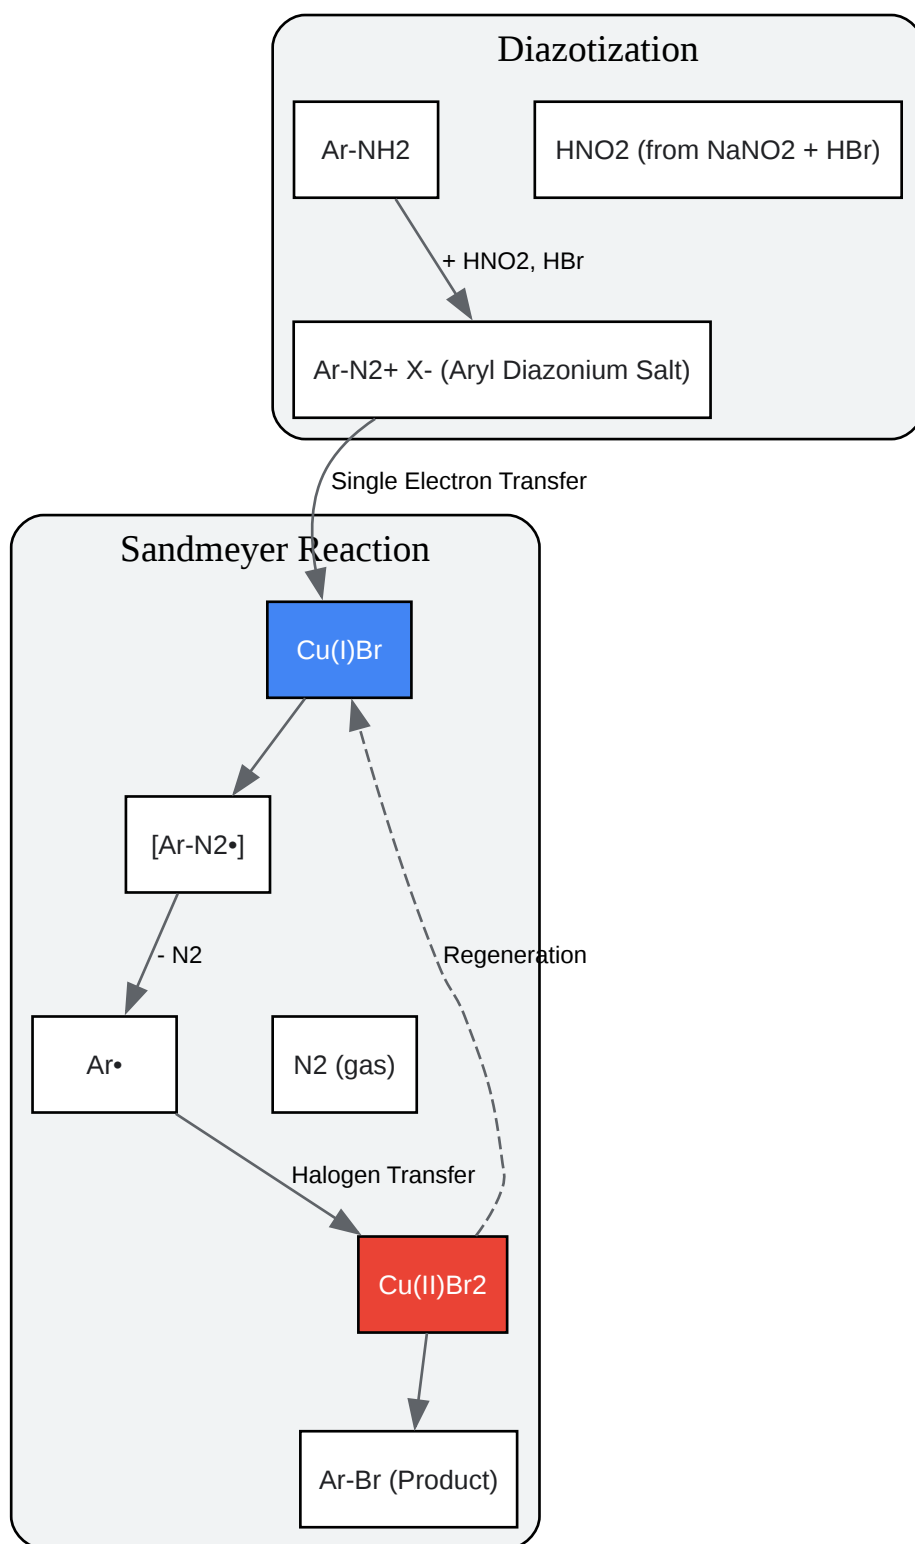 Diazotization
Ar-NH2
HNO2 (from NaNO2 + HBr)
+ HNO2, HBr
Ar-N2+ X- (Aryl Diazonium Salt)
Single Electron Transfer
Sandmeyer Reaction
Cu(I)Br
[Ar-N2•]
- N2
Regeneration
Ar•
N2 (gas)
Halogen Transfer
Cu(II)Br2
Ar-Br (Product)